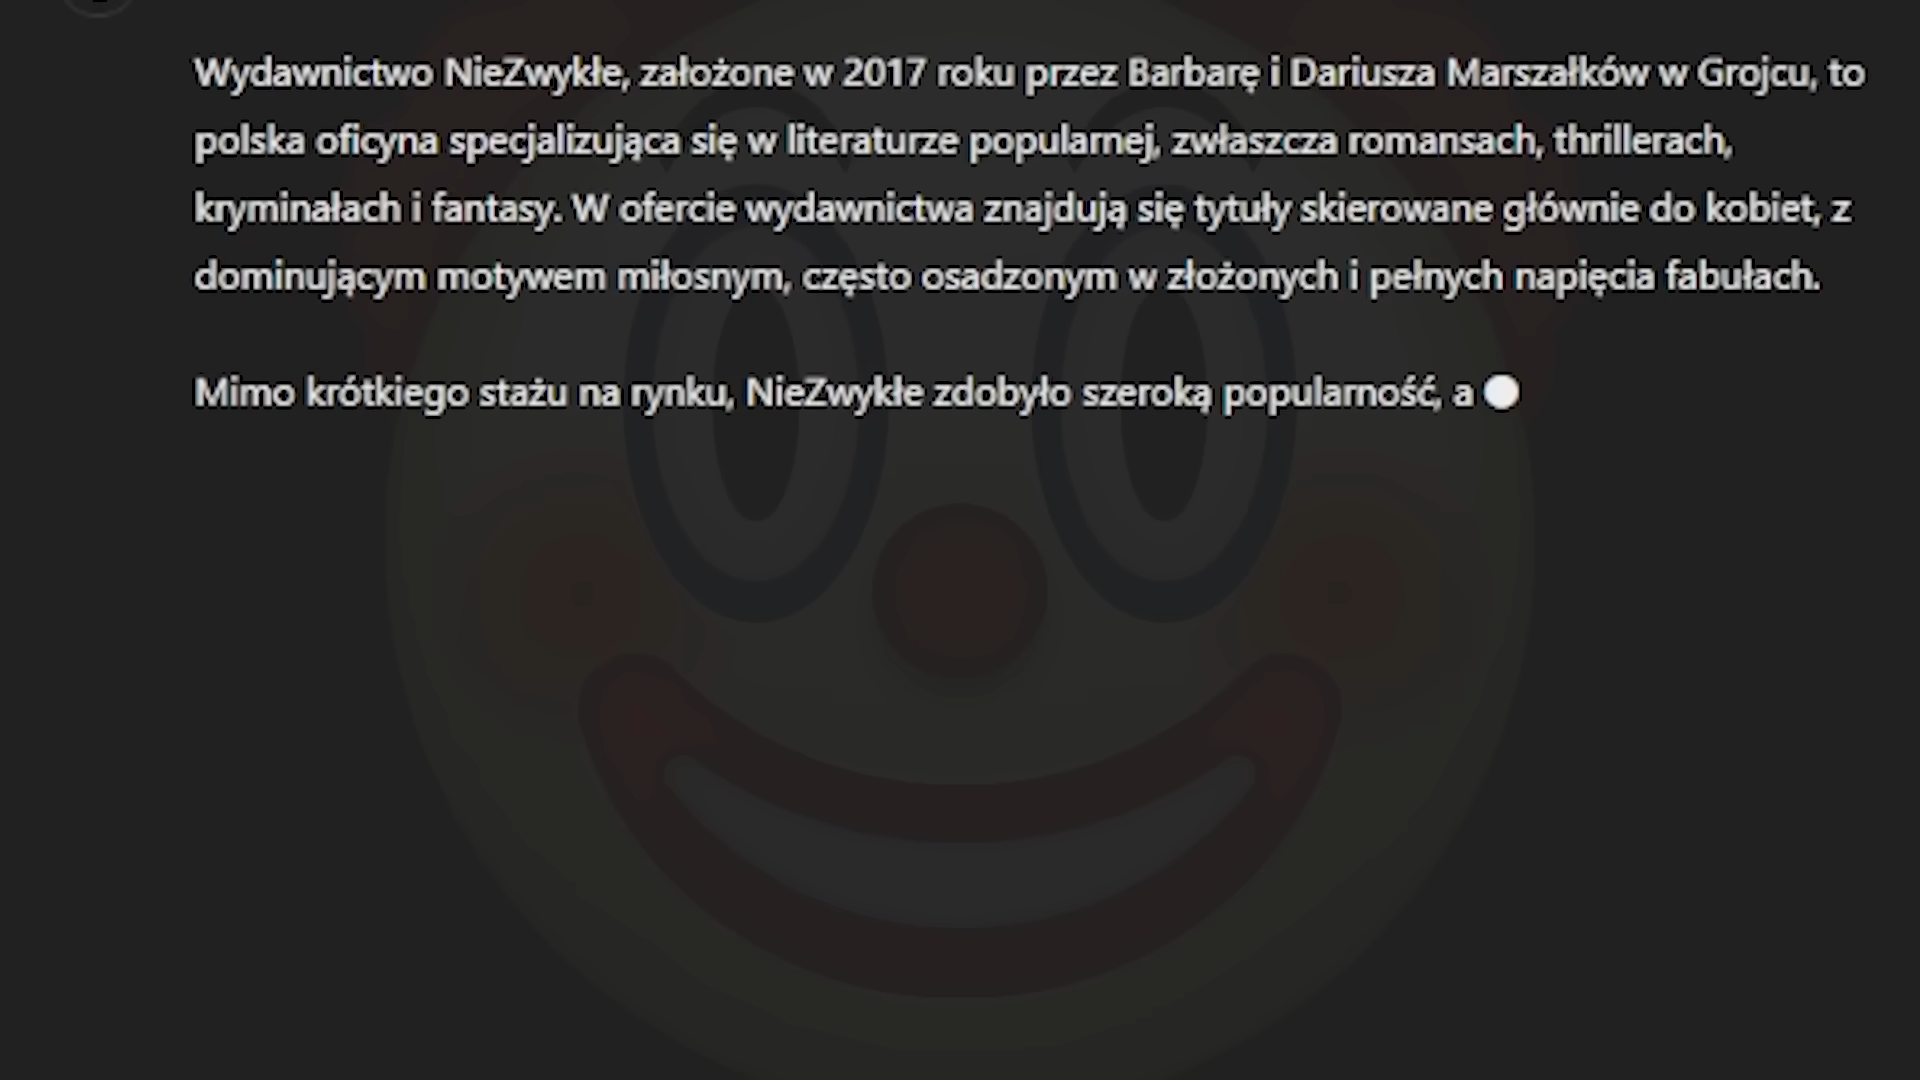 Wydawnictwo NieZwykłe, założone w 2017 roku przez Barbarę i Dariusza Marszałków w Grojcu, to
polska oficyna specjalizująca się w literaturze popularnej, zwłaszcza romansach, thrillerach,
kryminałach i fantasy. W ofercie wydawnictwa znajdują się tytuły skierowane głównie do kobiet, z
dominującym motywem miłosnym, często osadzonym w złożonych i pełnych napięcia fabułach.
Mimo krótkiego stażu na rynku, NieZwykłe zdobyło szeroką popularność, a